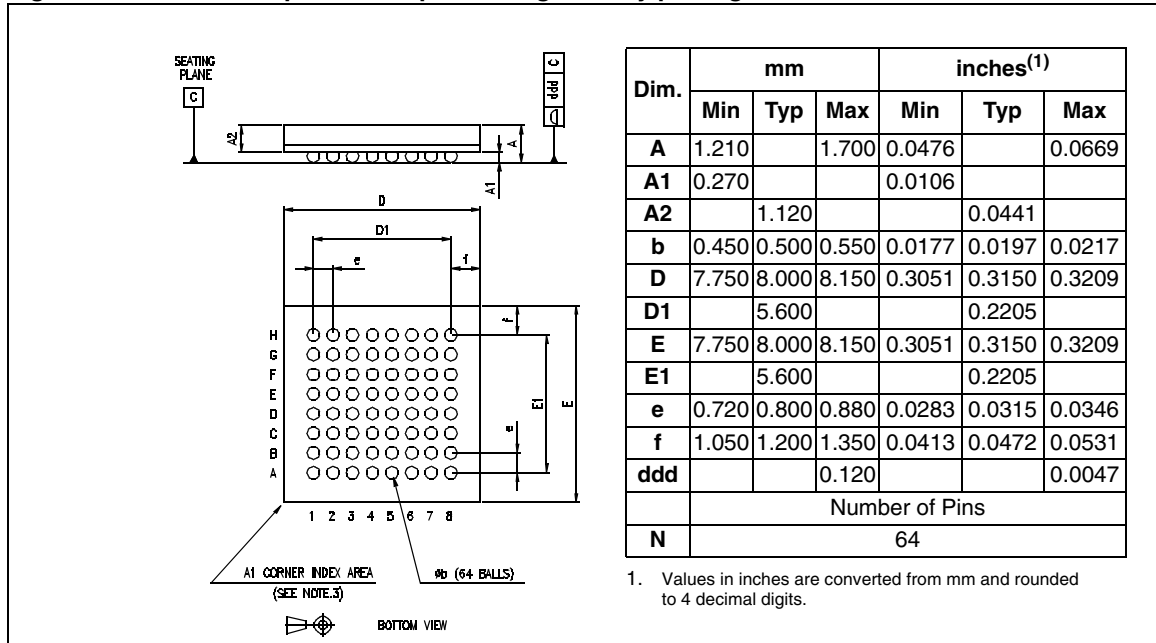 SEATING
PLANE
C
A2
A
A1
ddd C
D
D1
e
f
f
H
G
F
E
D
C
B
A
E1
E
e
1 2 3 4 5 6 7 8
A1 CORNER INDEX AREA
(SEE NOTE.3)
øb (64 BALLS)
BOTTOM VIEW
Dim. mm inches(1)
Min Typ Max Min Typ Max
A 1.210 1.700 0.0476 0.0669
A1 0.270 0.0106
A2 1.120 0.0441
b 0.450 0.500 0.550 0.0177 0.0197 0.0217
D 7.750 8.000 8.150 0.3051 0.3150 0.3209
D1 5.600 0.2205
E 7.750 8.000 8.150 0.3051 0.3150 0.3209
E1 5.600 0.2205
e 0.720 0.800 0.880 0.0283 0.0315 0.0346
f 1.050 1.200 1.350 0.0413 0.0472 0.0531
ddd 0.120 0.0047
Number of Pins
N 64
1. Values in inches are converted from mm and rounded
to 4 decimal digits.